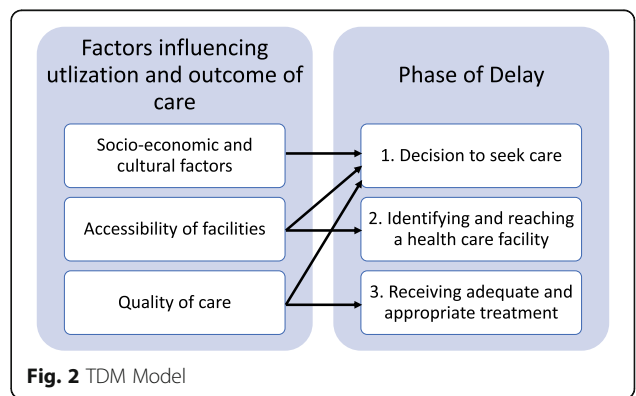 Factors influencing
utlization and outcome of
care
Phase of Delay
Socio-economic and
cultural factors
1. Decision to seek care
Accessibility of facilities
2. Identifying and reaching
a health care facility
Quality of care
3. Receiving adequate and
appropriate treatment
Fig. 2 TDM Model